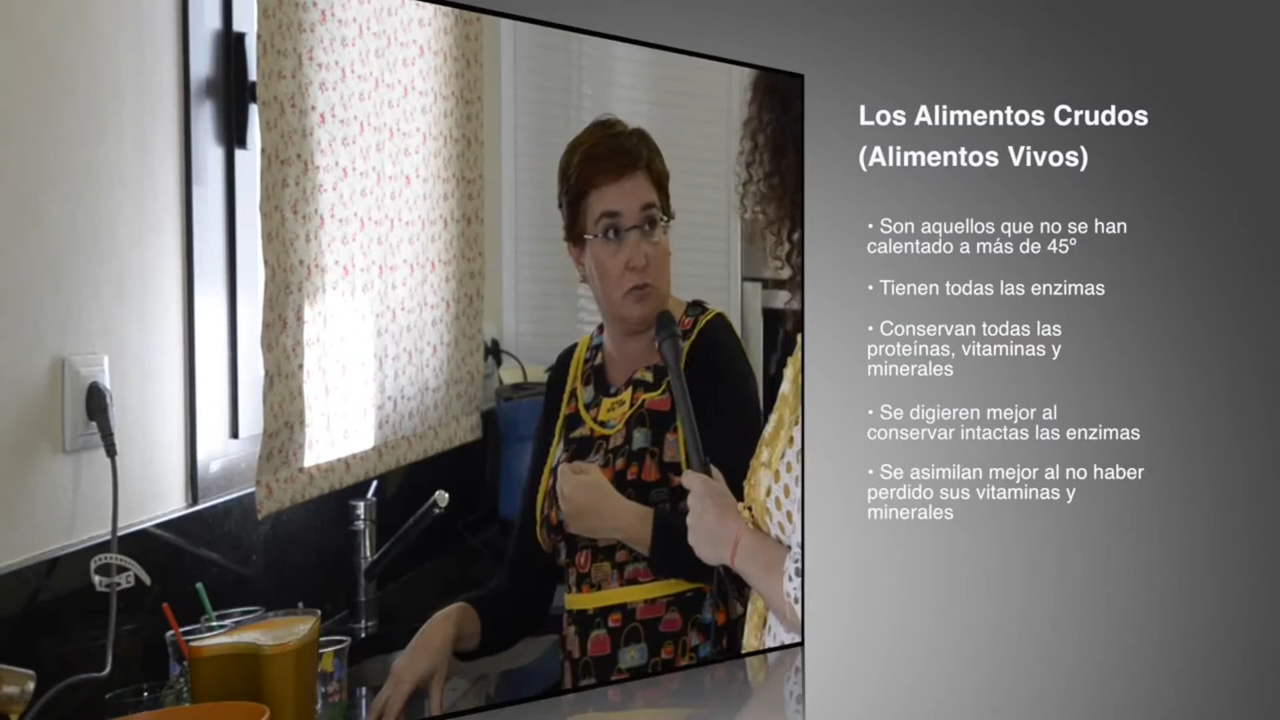 Los Alimentos Crudos
(Alimentos Vivos)
• Son aquellos que no se han
calentado a más de 45º
• Tienen todas las enzimas
• Conservan todas las
proteínas, vitaminas y
minerales
• Se digieren mejor al
conservar intactas las enzimas
• Se asimilan mejor al no haber
perdido sus vitaminas y
minerales